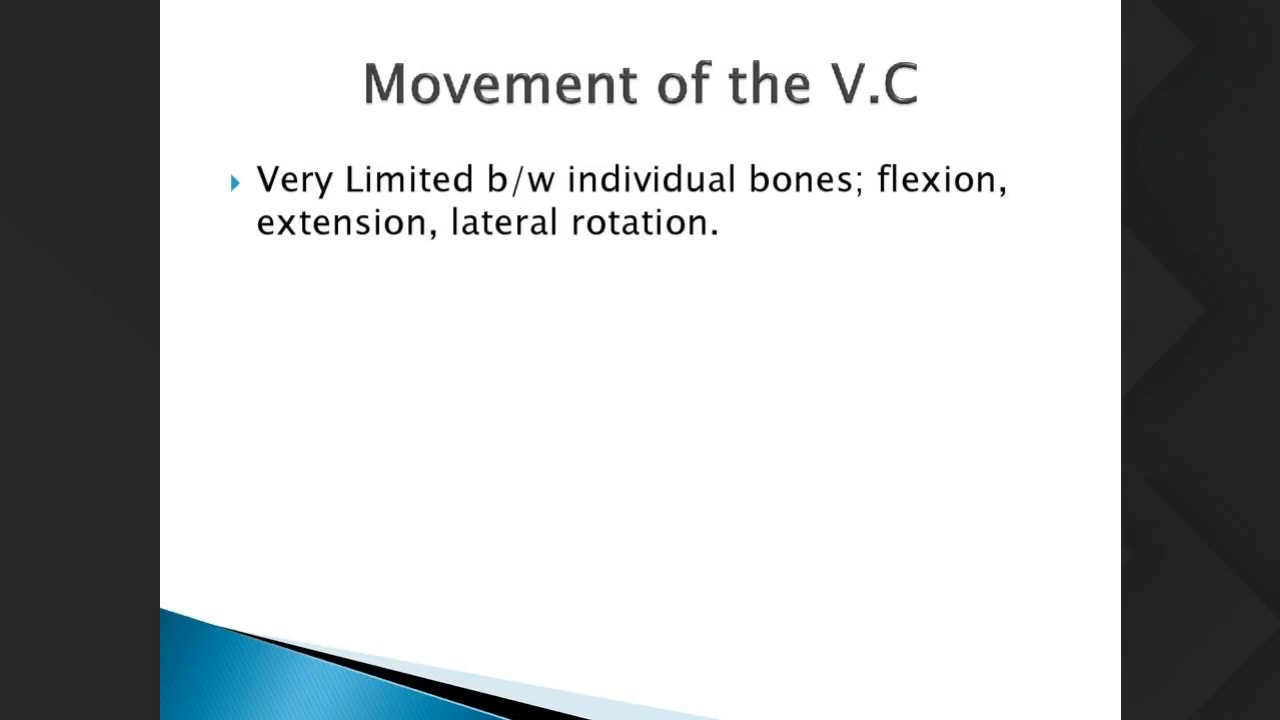 Movement of the V.C
Very Limited b/w individual bones; flexion,
extension, lateral rotation.